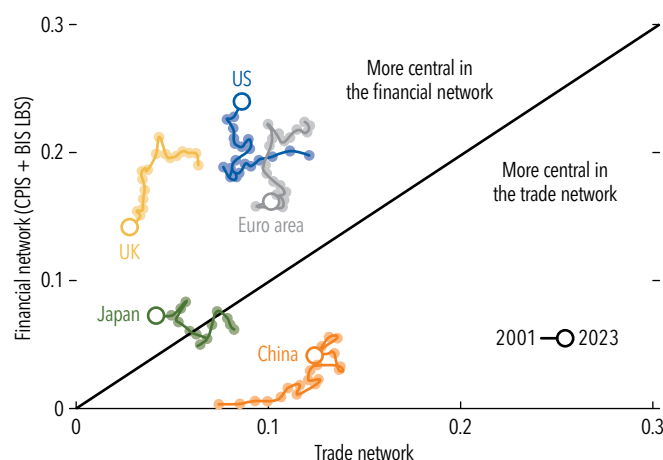 0.3
0.2
0.1
0
Financial network (CPIS + BIS LBS)
US
More central in
the financial network
More central in
the trade network
Euro area
UK
Japan
China
2001
2023
0
0.1
0.2
0.3
Trade network